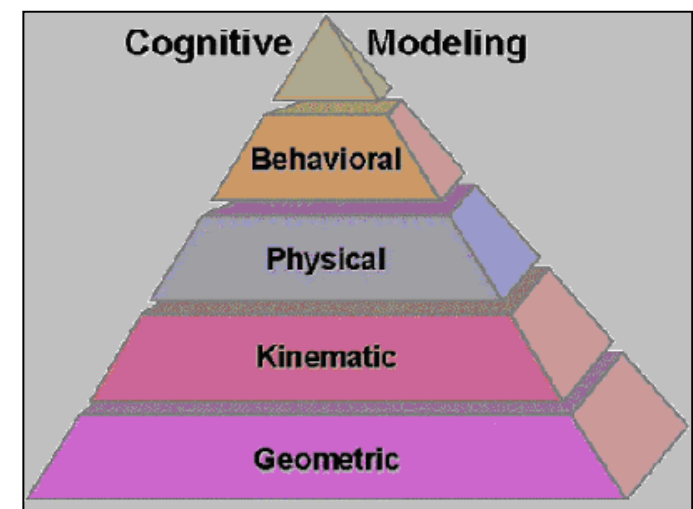 Cognitive Modeling
Behavioral
Physical
Kinematic
Geometric